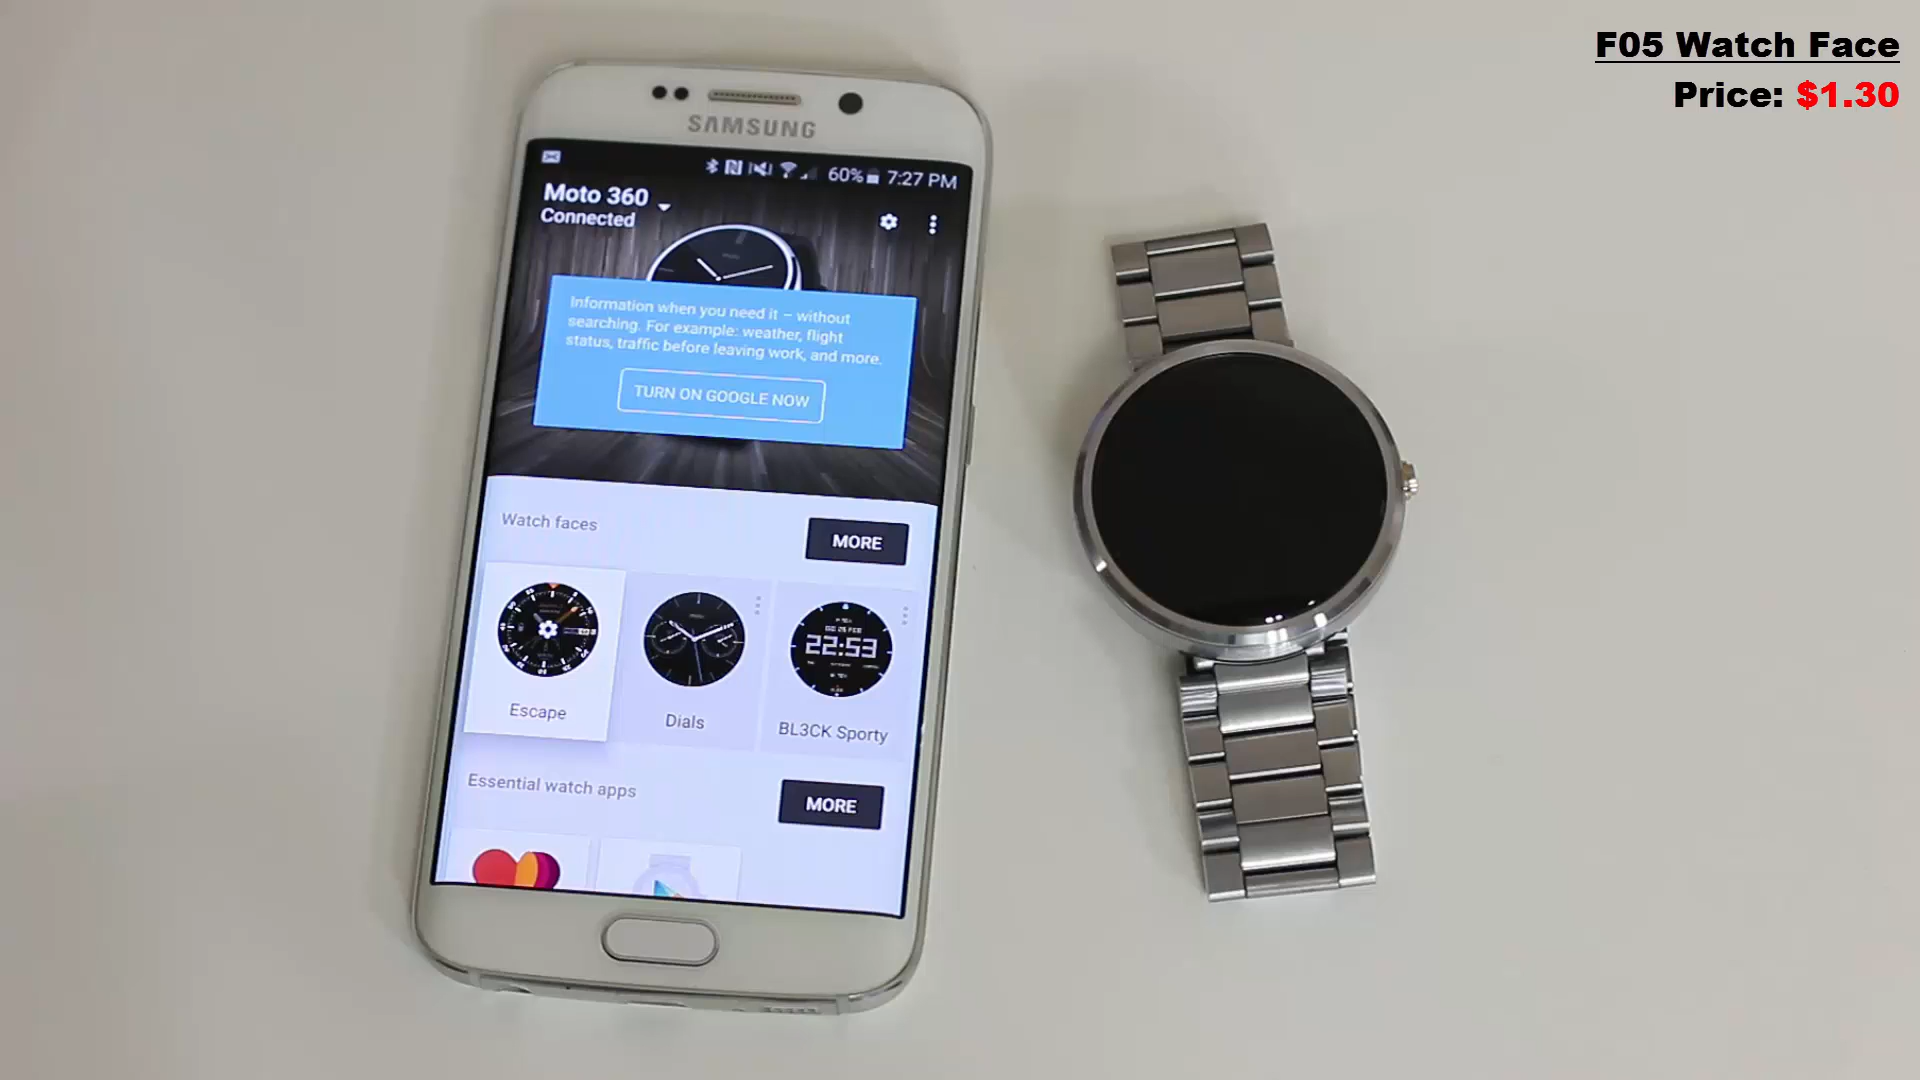 F05 Watch Face
Price: $1.30
SAMSUNG
60% 7:27 PM
Moto 360
Connected
Information when you need it – without
searching. For example: weather, flight
status, traffic before leaving work, and more.
TURN ON GOOGLE NOW
Watch faces
MORE
22:53
Escape
Dials
BL3CK Sporty
Essential watch apps
MORE